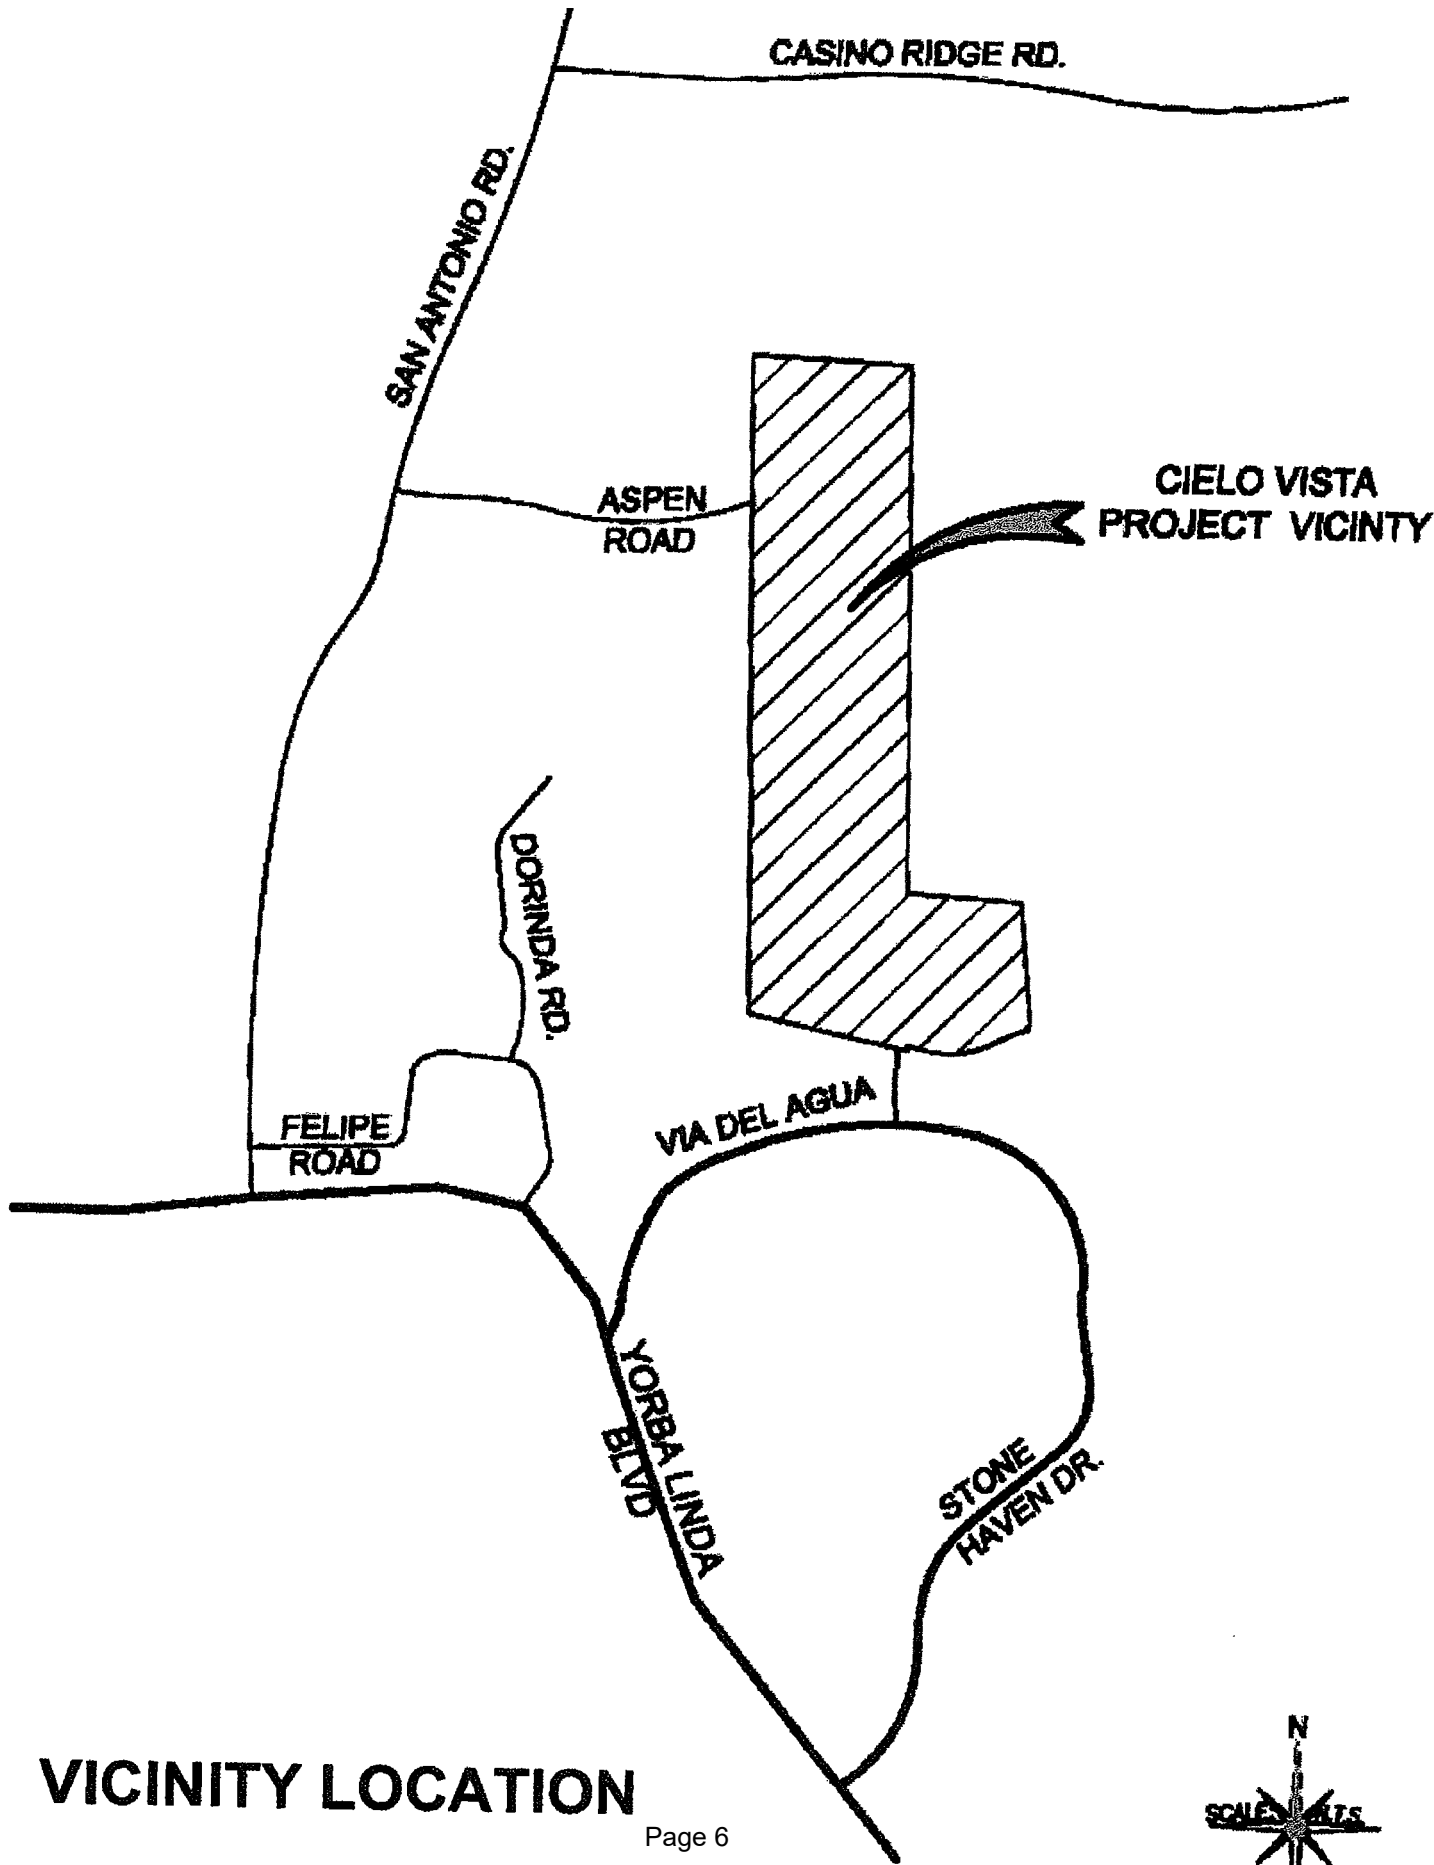 CASINO RIDGE RD.
SAN ANTONIO RD.
CIELO VISTA
PROJECT VICINTY
ASPEN
ROAD
DORINDA RD.
FELIPE
ROAD
VIA DEL AGUA
YORBA LINDA
BLVD
STONE
HAVEN DR.
N
SCALE: N.T.S.
VICINITY LOCATION
Page 6